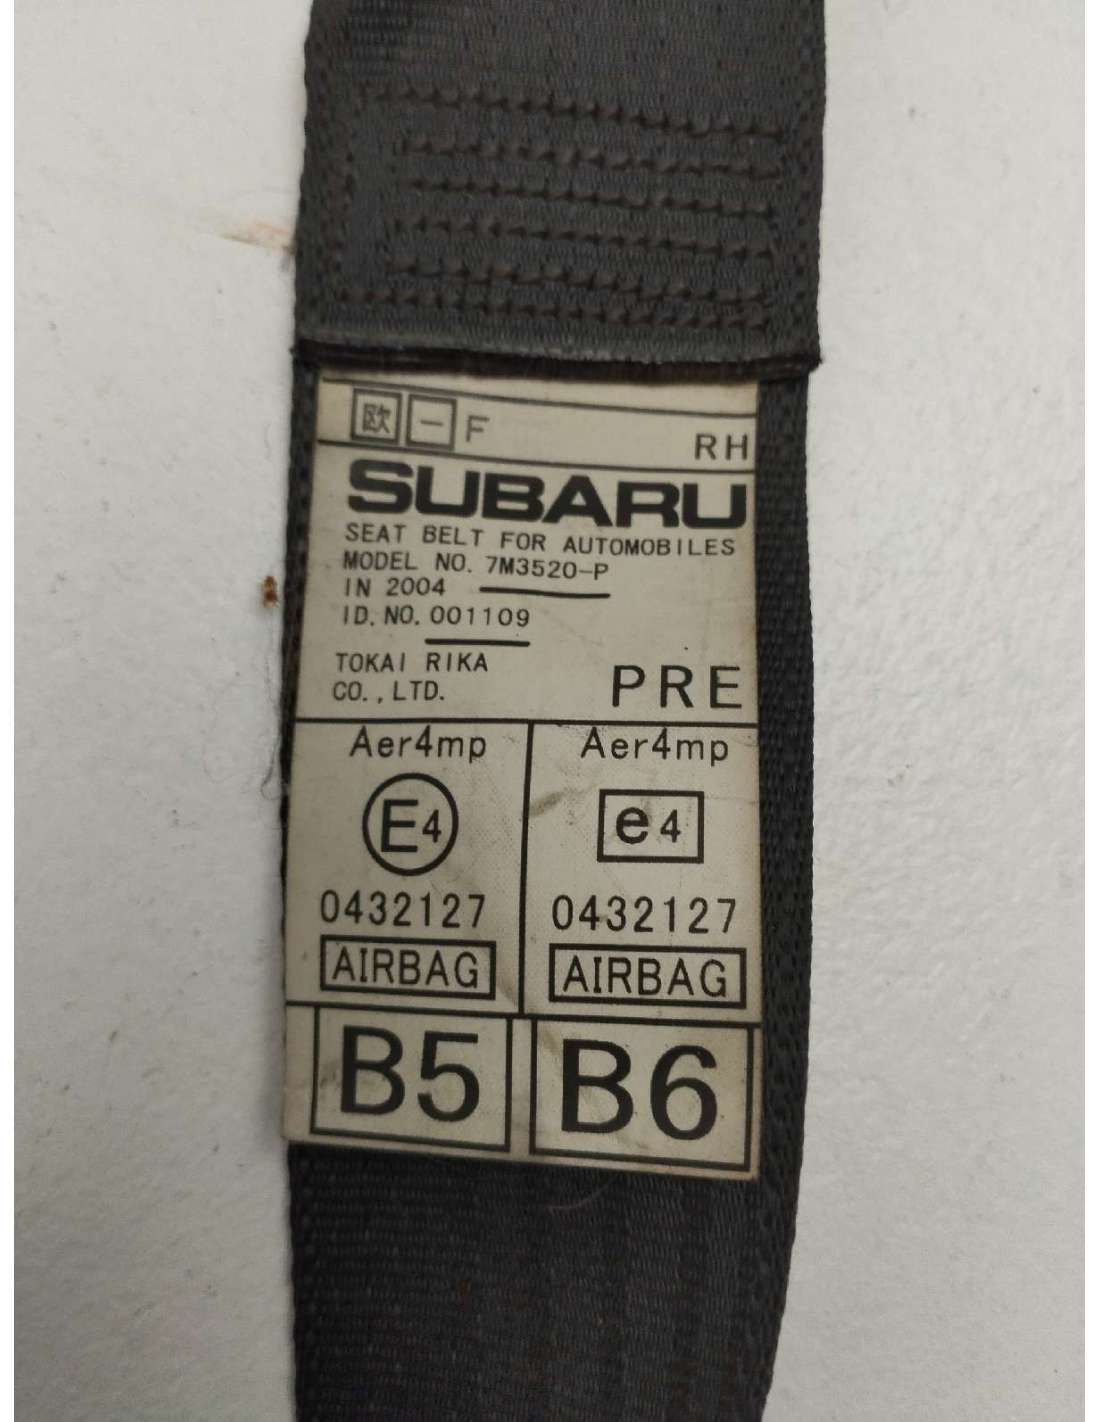 欧 一 F RH
SUBARU
SEAT BELT FOR AUTOMOBILES
MODEL NO. 7M3520-P
IN 2004
ID. NO. 001109
TOKAI RIKA
CO., LTD.
PRE
Aer4mp Aer4mp
E4 e4
0432127 0432127
AIRBAG AIRBAG
B5 B6